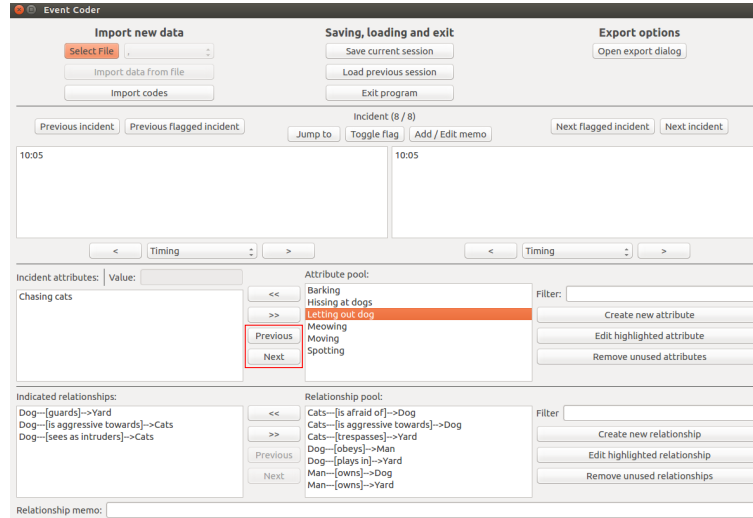 Event Coder
Import new data
Select File ,
Import data from file
Import codes
Saving, loading and exit
Save current session
Load previous session
Exit program
Export options
Open export dialog
Previous incident Previous flagged incident
Incident (8 / 8)
Jump to Toggle flag Add / Edit memo
Next flagged incident Next incident
10:05
10:05
< Timing >
< Timing >
Incident attributes: Value:
Chasing cats
<<
>>
Previous
Next
Attribute pool:
Barking
Hissing at dogs
Letting out dog
Meowing
Moving
Spotting
Filter:
Create new attribute
Edit highlighted attribute
Remove unused attributes
Indicated relationships:
Dog---[guards]-->Yard
Dog---[is aggressive towards]-->Cats
Dog---[sees as intruders]-->Cats
<<
>>
Previous
Next
Relationship pool:
Cats---[is afraid of]-->Dog
Cats---[is aggressive towards]-->Dog
Cats---[trespasses]-->Yard
Dog---[obeys]-->Man
Dog---[plays in]-->Yard
Man---[owns]-->Dog
Man---[owns]-->Yard
Filter
Create new relationship
Edit highlighted relationship
Remove unused relationships
Relationship memo: